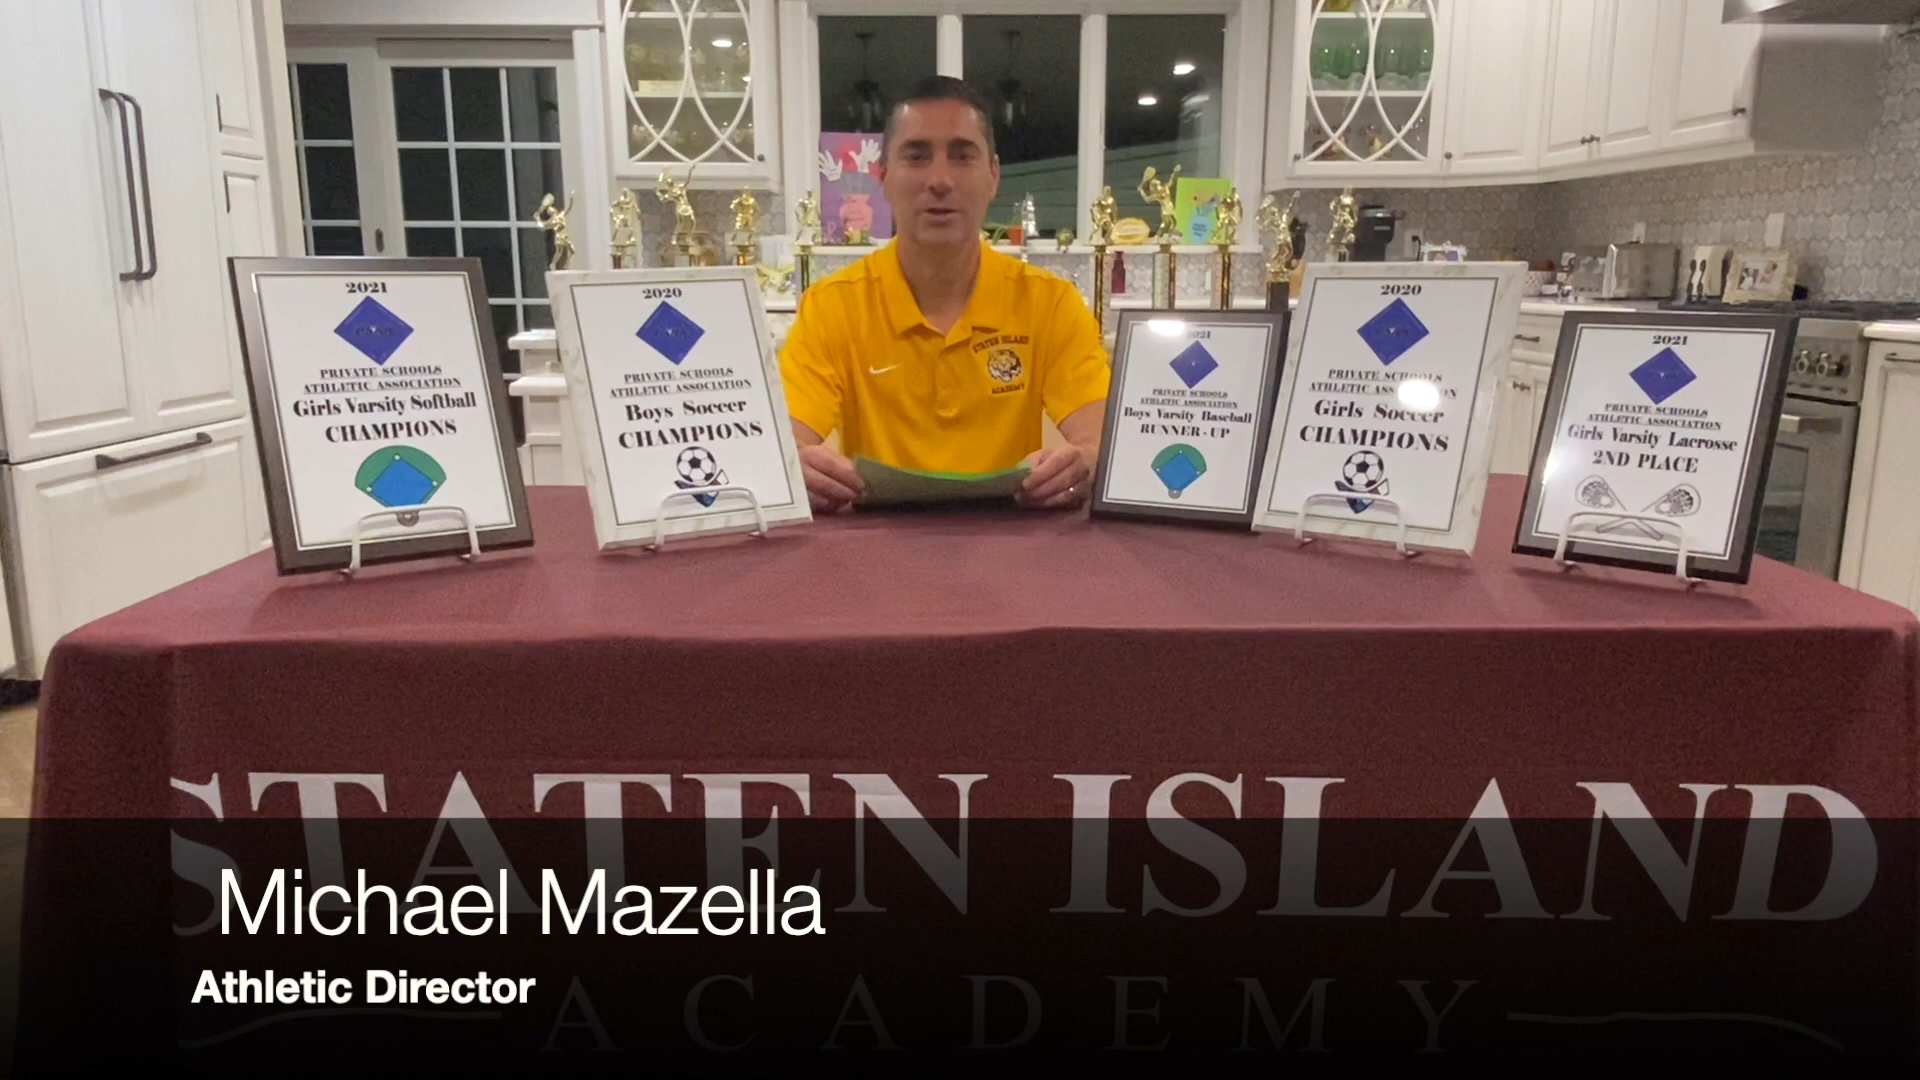 2021
PRIVATE SCHOOLS
ATHLETIC ASSOCIATION
Girls Varsity Softball
CHAMPIONS
2020
PRIVATE SCHOOLS
ATHLETIC ASSOCIATION
Boys Soccer
CHAMPIONS
STATEN ISLAND
ACADEMY
2021
PRIVATE SCHOOLS
ATHLETIC ASSOCIATION
Boys Varsity Baseball
RUNNER-UP
2020
PRIVATE SCHOOLS
ATHLETIC ASSOCIATION
Girls Soccer
CHAMPIONS
2021
PRIVATE SCHOOLS
ATHLETIC ASSOCIATION
Girls Varsity Lacrosse
2ND PLACE
STATEN ISLAND
ACADEMY
Michael Mazella
Athletic Director